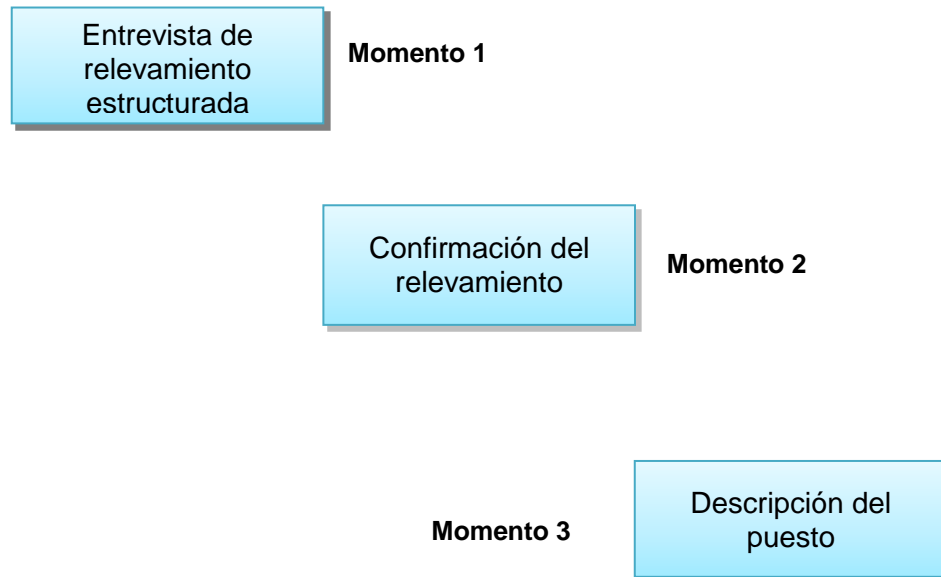 Entrevista de
relevamiento
estructurada
Momento 1
Confirmación del
relevamiento
Momento 2
Descripción del
puesto
Momento 3